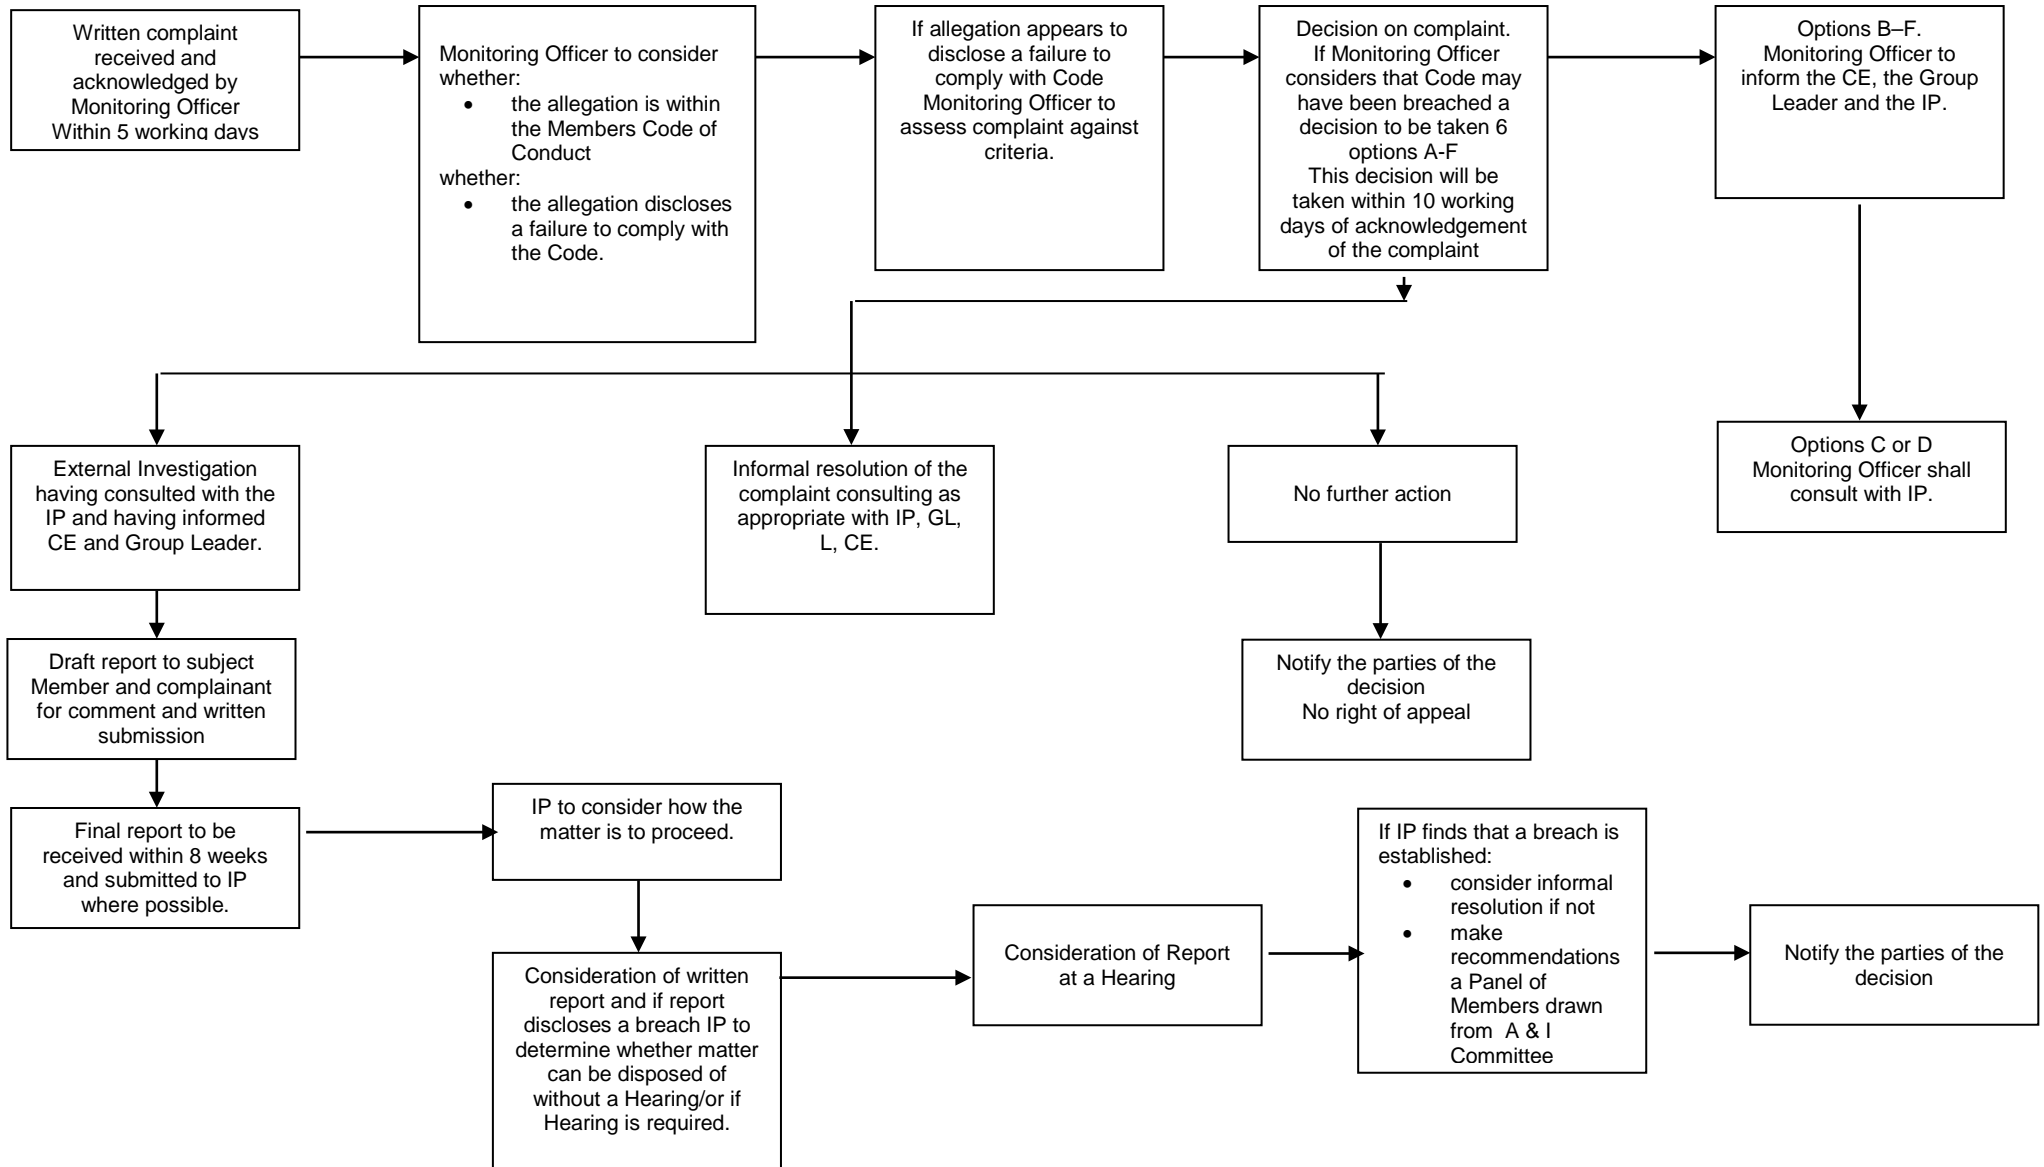 Written complaint
received and
acknowledged by
Monitoring Officer
Within 5 working days
Monitoring Officer to consider
whether:
• the allegation is within
the Members Code of
Conduct
whether:
• the allegation discloses
a failure to comply with
the Code.
If allegation appears to
disclose a failure to
comply with Code
Monitoring Officer to
assess complaint against
criteria.
Decision on complaint.
If Monitoring Officer
considers that Code may
have been breached a
decision to be taken 6
options A-F
This decision will be
taken within 10 working
days of acknowledgement
of the complaint
Options B–F.
Monitoring Officer to
inform the CE, the Group
Leader and the IP.
External Investigation
having consulted with the
IP and having informed
CE and Group Leader.
Informal resolution of the
complaint consulting as
appropriate with IP, GL,
L, CE.
No further action
Options C or D
Monitoring Officer shall
consult with IP.
Draft report to subject
Member and complainant
for comment and written
submission
Notify the parties of the
decision
No right of appeal
Final report to be
received within 8 weeks
and submitted to IP
where possible.
IP to consider how the
matter is to proceed.
Consideration of written
report and if report
discloses a breach IP to
determine whether matter
can be disposed of
without a Hearing/or if
Hearing is required.
Consideration of Report
at a Hearing
If IP finds that a breach is
established:
• consider informal
resolution if not
• make
recommendations
a Panel of
Members drawn
from A & I
Committee
Notify the parties of the
decision